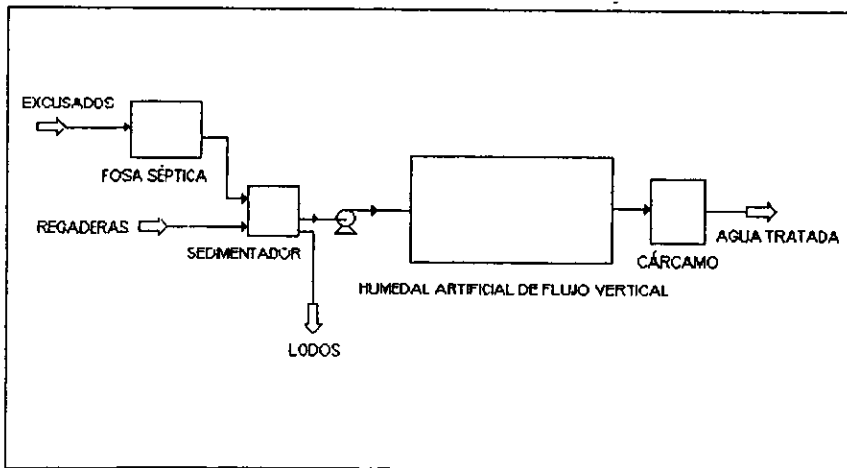 EXCUSADOS
FOSA SÉPTICA
REGADERAS
SEDIMENTADOR
LODOS
HUMEDAL ARTIFICIAL DE FLUJO VERTICAL
CÁRCAMO
AGUA TRATADA